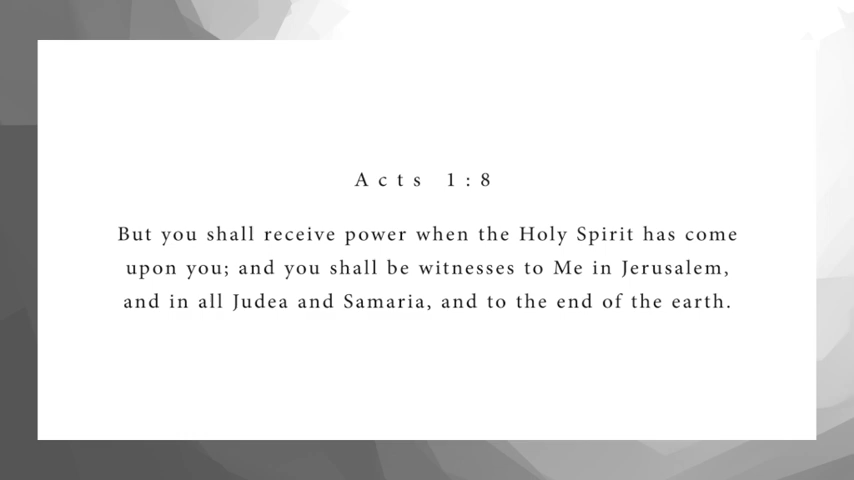 Acts 1:8
But you shall receive power when the Holy Spirit has come
upon you; and you shall be witnesses to Me in Jerusalem,
and in all Judea and Samaria, and to the end of the earth.